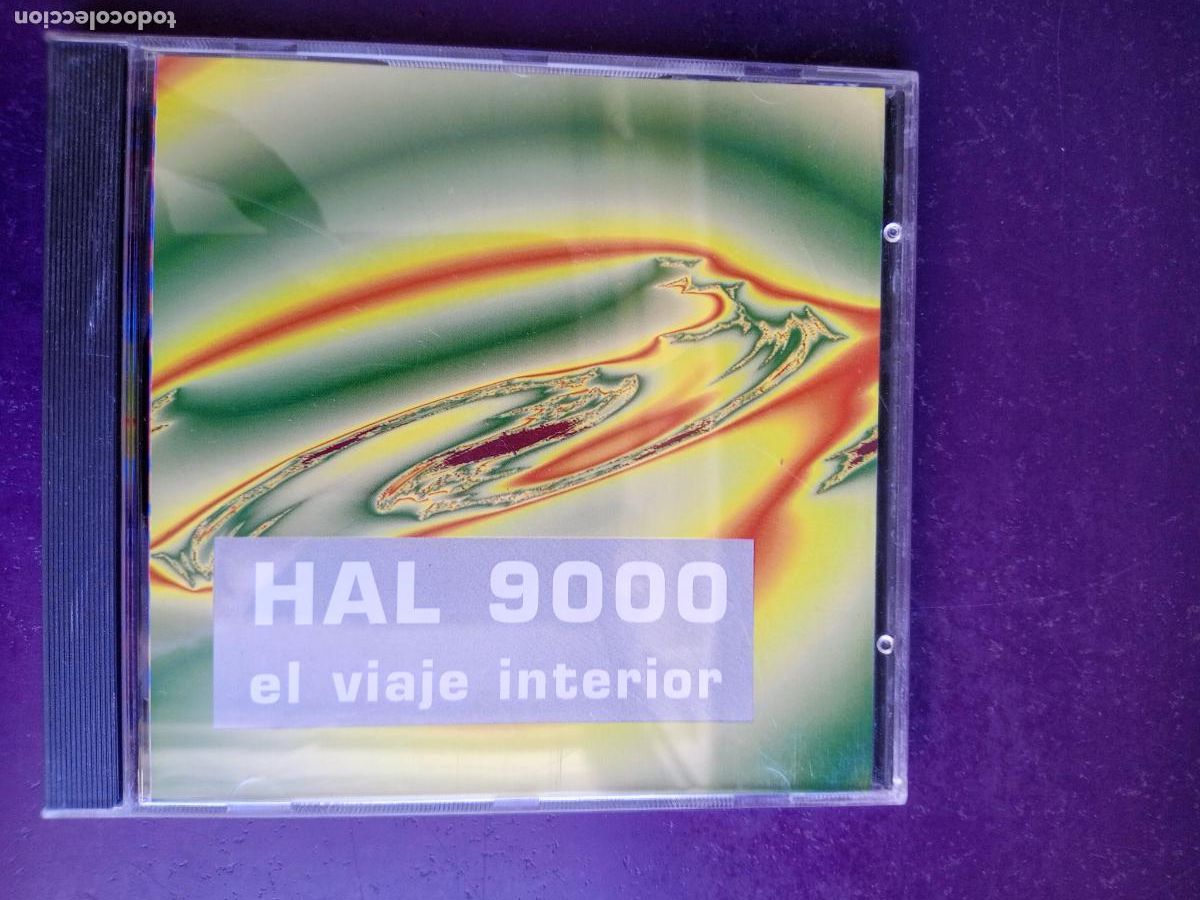 todocoleccion
HAL 9000
el viaje interior